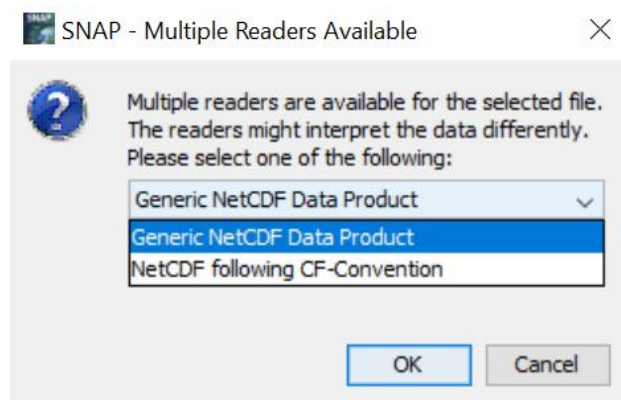 SNAP - Multiple Readers Available
Multiple readers are available for the selected file.
The readers might interpret the data differently.
Please select one of the following:
Generic NetCDF Data Product
Generic NetCDF Data Product
NetCDF following CF-Convention
OK Cancel